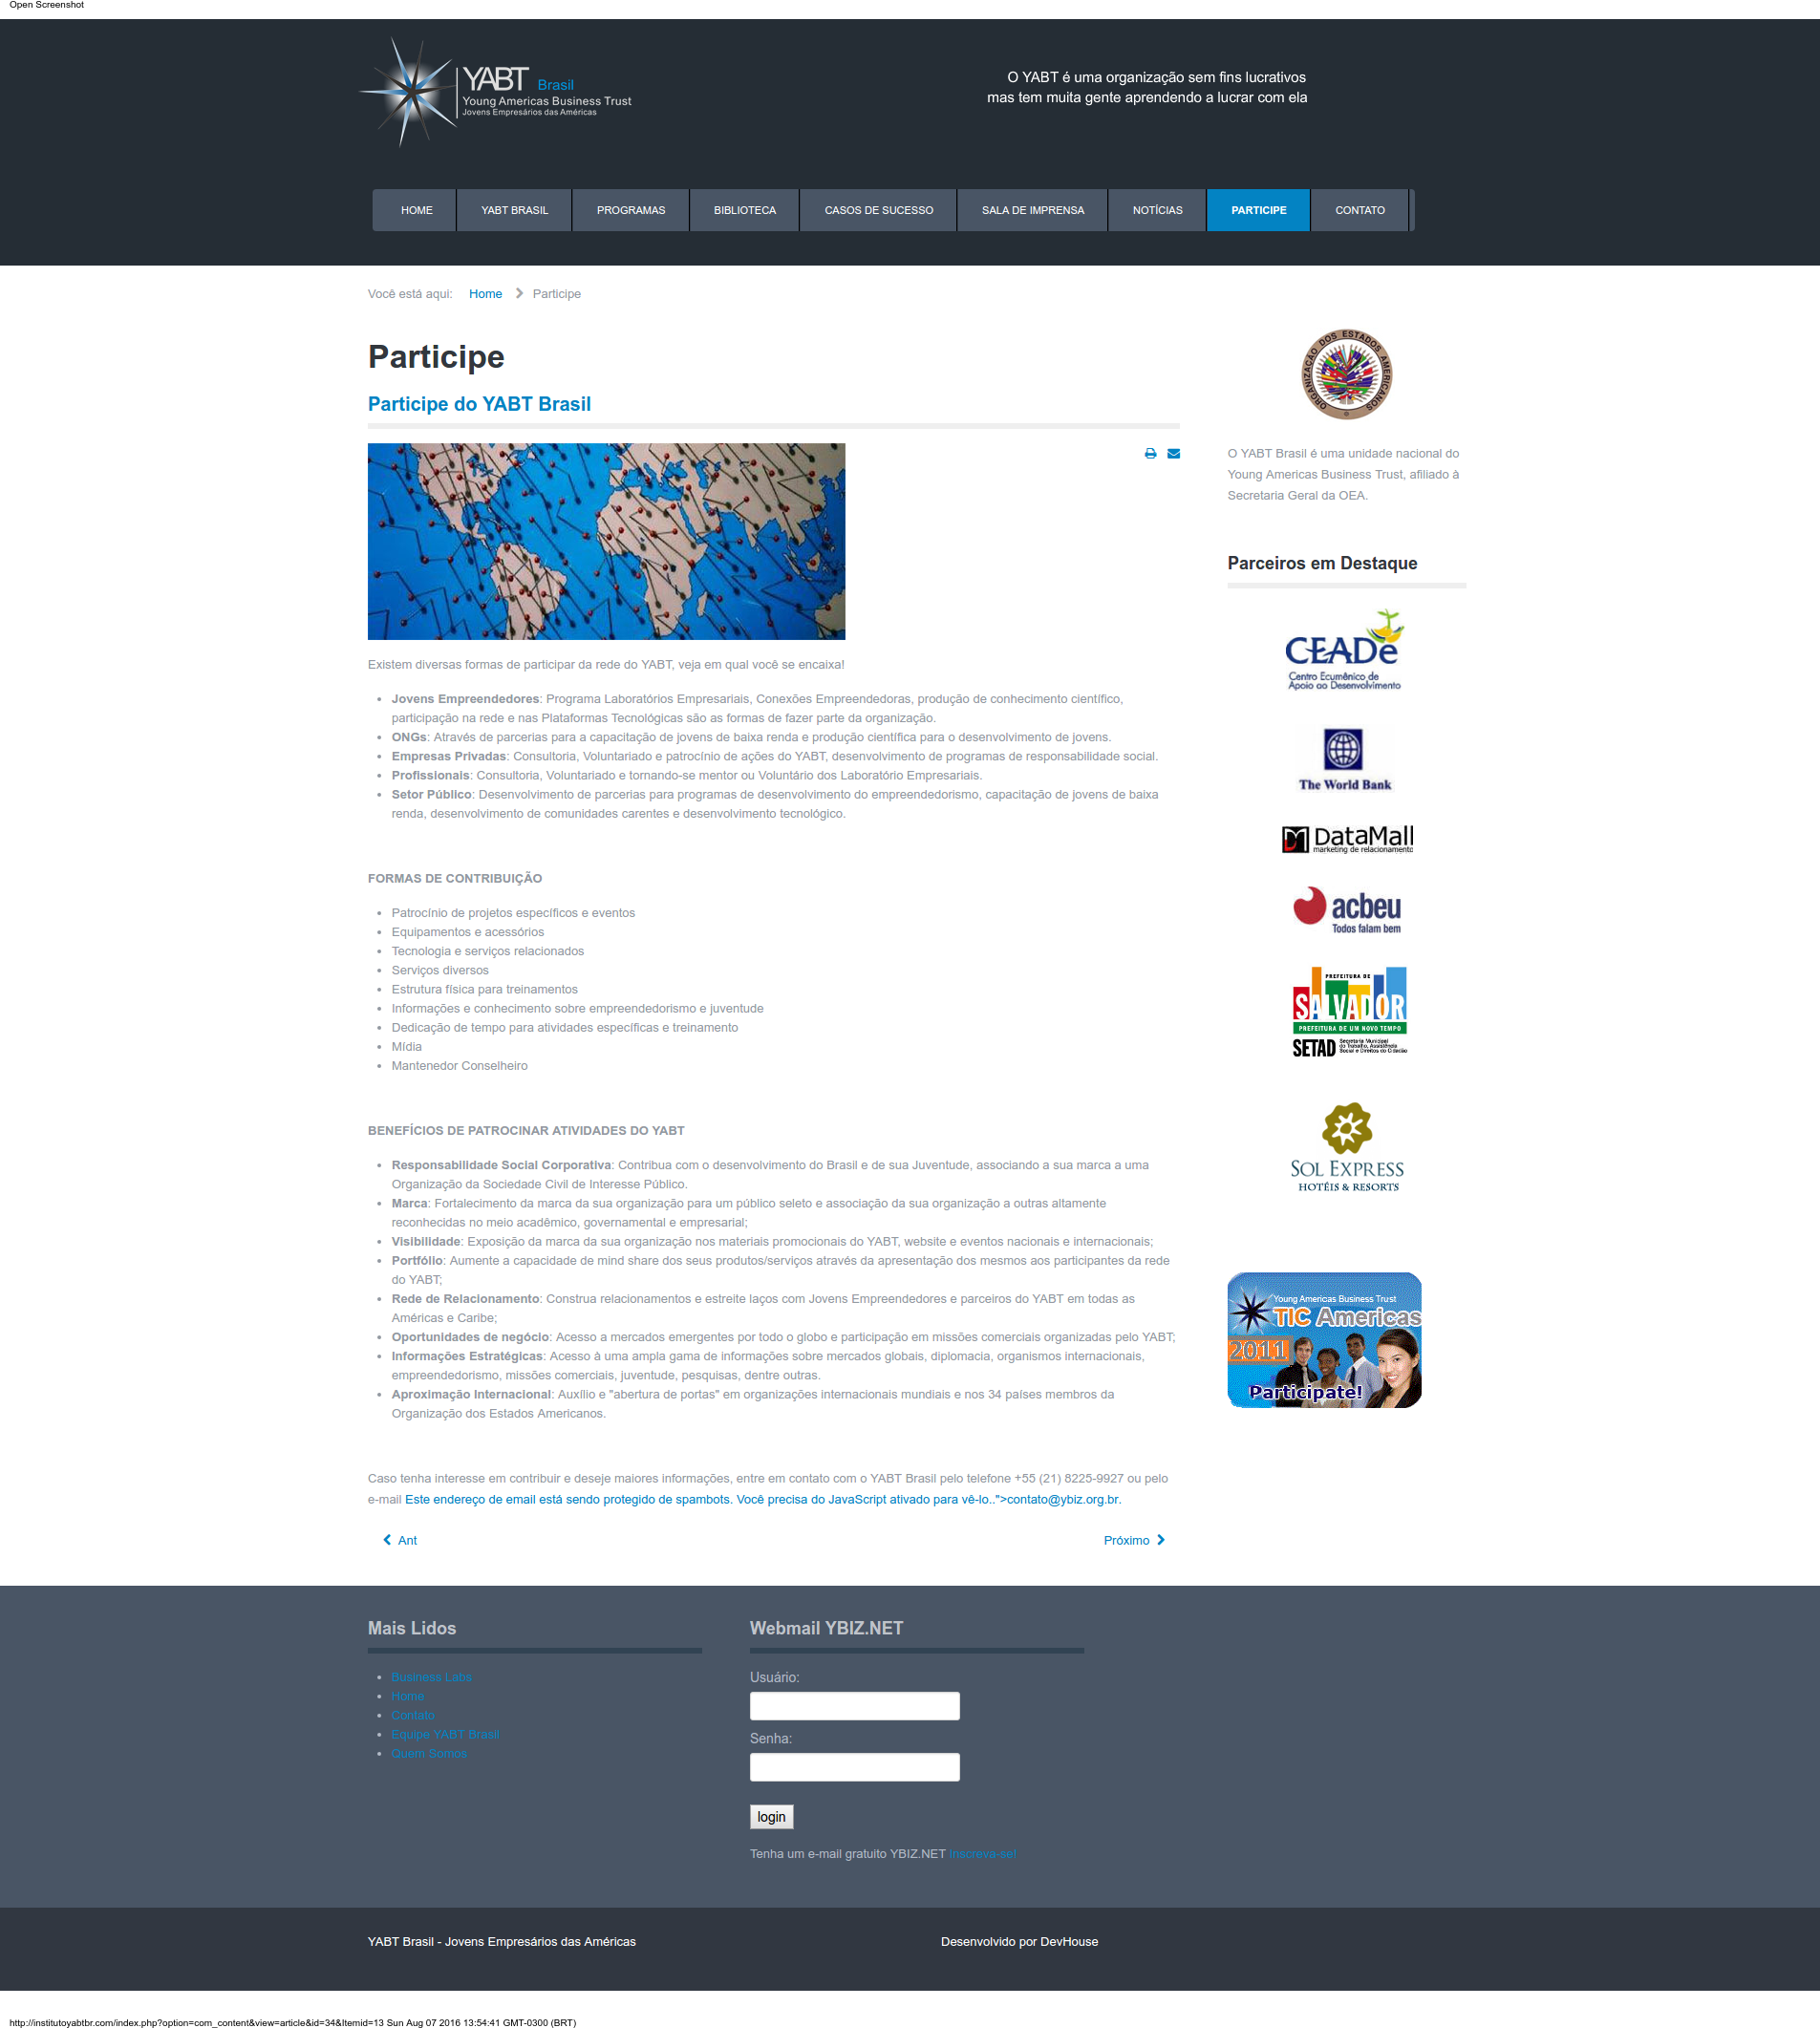 Open Screenshot
YABT Brasil
Young Americas Business Trust
Jovens Empresários das Américas
O YABT é uma organização sem fins lucrativos
mas tem muita gente aprendendo a lucrar com ela
HOME YABT BRASIL PROGRAMAS BIBLIOTECA CASOS DE SUCESSO SALA DE IMPRENSA NOTÍCIAS PARTICIPE CONTATO
Você está aqui: Home Participe
Participe
Participe do YABT Brasil
Existem diversas formas de participar da rede do YABT, veja em qual você se encaixa!
Jovens Empreendedores: Programa Laboratórios Empresariais, Conexões Empreendedoras, produção de conhecimento científico,
participação na rede e nas Plataformas Tecnológicas são as formas de fazer parte da organização.
ONGs: Através de parcerias para a capacitação de jovens de baixa renda e produção científica para o desenvolvimento de jovens.
Empresas Privadas: Consultoria, Voluntariado e patrocínio de ações do YABT, desenvolvimento de programas de responsabilidade social.
Profissionais: Consultoria, Voluntariado e tornando-se mentor ou Voluntário dos Laboratório Empresariais.
Setor Público: Desenvolvimento de parcerias para programas de desenvolvimento do empreendedorismo, capacitação de jovens de baixa
renda, desenvolvimento de comunidades carentes e desenvolvimento tecnológico.
FORMAS DE CONTRIBUIÇÃO
Patrocínio de projetos específicos e eventos
Equipamentos e acessórios
Tecnologia e serviços relacionados
Serviços diversos
Estrutura física para treinamentos
Informações e conhecimento sobre empreendedorismo e juventude
Dedicação de tempo para atividades específicas e treinamento
Mídia
Mantenedor Conselheiro
BENEFÍCIOS DE PATROCINAR ATIVIDADES DO YABT
Responsabilidade Social Corporativa: Contribua com o desenvolvimento do Brasil e de sua Juventude, associando a sua marca a uma
Organização da Sociedade Civil de Interesse Público.
Marca: Fortalecimento da marca da sua organização para um público seleto e associação da sua organização a outras altamente
reconhecidas no meio acadêmico, governamental e empresarial;
Visibilidade: Exposição da marca da sua organização nos materiais promocionais do YABT, website e eventos nacionais e internacionais;
Portfólio: Aumente a capacidade de mind share dos seus produtos/serviços através da apresentação dos mesmos aos participantes da rede
do YABT;
Rede de Relacionamento: Construa relacionamentos e estreite laços com Jovens Empreendedores e parceiros do YABT em todas as
Américas e Caribe;
Oportunidades de negócio: Acesso a mercados emergentes por todo o globo e participação em missões comerciais organizadas pelo YABT;
Informações Estratégicas: Acesso à uma ampla gama de informações sobre mercados globais, diplomacia, organismos internacionais,
empreendedorismo, missões comerciais, juventude, pesquisas, dentre outras.
Aproximação Internacional: Auxílio e "abertura de portas" em organizações internacionais mundiais e nos 34 países membros da
Organização dos Estados Americanos.
Caso tenha interesse em contribuir e deseje maiores informações, entre em contato com o YABT Brasil pelo telefone +55 (21) 8225-9927 ou pelo
e-mail Este endereço de email está sendo protegido de spambots. Você precisa do JavaScript ativado para vê-lo..">contato@ybiz.org.br.
Ant Próximo
ORGANIZAÇÃO DOS ESTADOS AMERICANOS
O YABT Brasil é uma unidade nacional do
Young Americas Business Trust, afiliado à
Secretaria Geral da OEA.
Parceiros em Destaque
CEADe
Centro Ecumênico de
Apoio ao Desenvolvimento
The World Bank
DataMall
marketing de relacionamento
acbeu
Todos falam bem
PREFEITURA DE
SALVADOR
PREFEITURA DE UM NOVO TEMPO
SETAD Secretaria Municipal
do Trabalho, Assistência
Social e Direitos do Cidadão
SOL EXPRESS
HOTÉIS & RESORTS
Young Americas Business Trust
TIC Americas
2011
Participate!
Mais Lidos
Business Labs
Home
Contato
Equipe YABT Brasil
Quem Somos
Webmail YBIZ.NET
Usuário:
Senha:
login
Tenha um e-mail gratuito YBIZ.NET Inscreva-se!
YABT Brasil - Jovens Empresários das Américas
Desenvolvido por DevHouse
http://institutoyabtbr.com/index.php?option=com_content&view=article&id=34&Itemid=13 Sun Aug 07 2016 13:54:41 GMT-0300 (BRT)